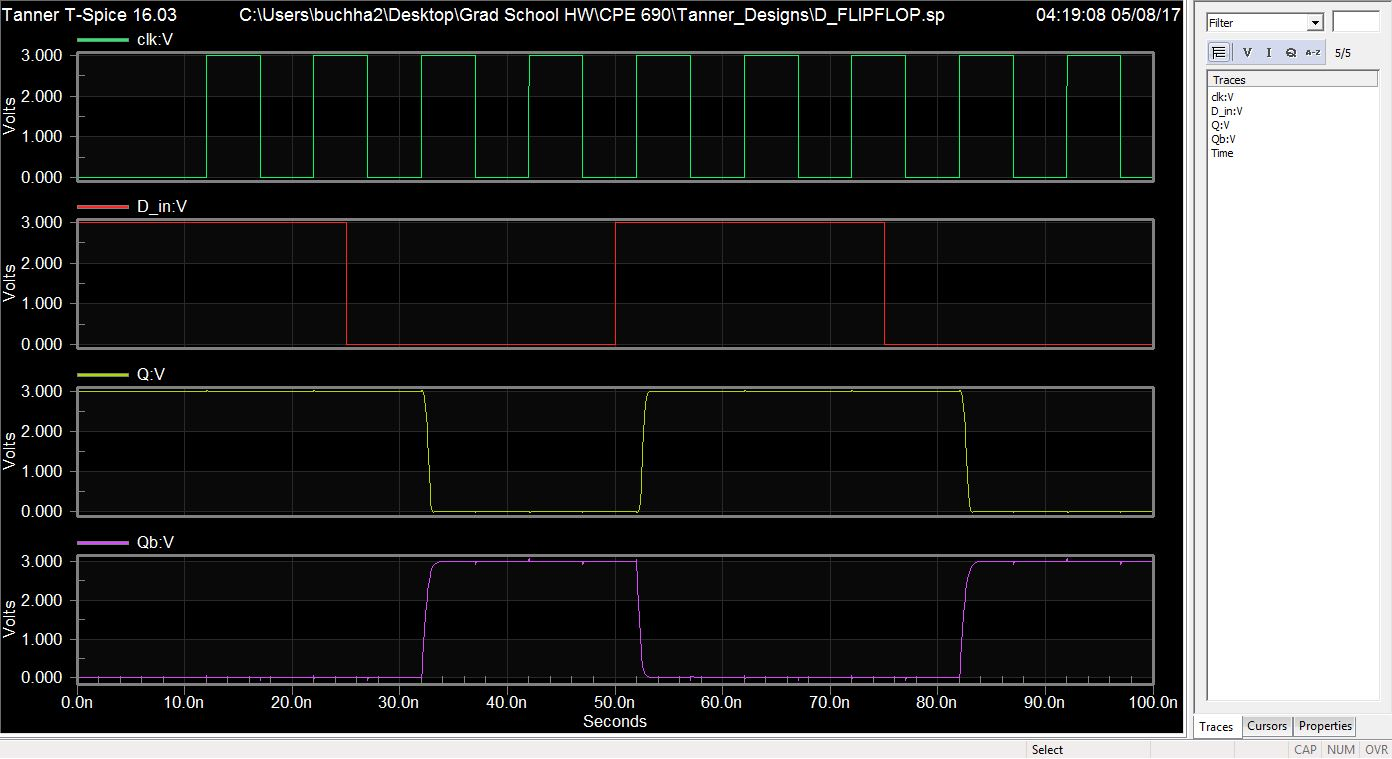 Tanner T-Spice 16.03 C:\Users\buchha2\Desktop\Grad School HW\CPE 690\Tanner_Designs\D_FLIPFLOP.sp 04:19:08 05/08/17
clk:V
3.000
2.000
1.000
0.000
Volts
D_in:V
3.000
2.000
1.000
0.000
Volts
Q:V
3.000
2.000
1.000
0.000
Volts
Qb:V
3.000
2.000
1.000
0.000
Volts
0.0n 10.0n 20.0n 30.0n 40.0n 50.0n 60.0n 70.0n 80.0n 90.0n 100.0n
Seconds
Filter
V I Q A-Z 5/5
Traces
clk:V
D_in:V
Q:V
Qb:V
Time
Traces Cursors Properties
Select CAP NUM OVR